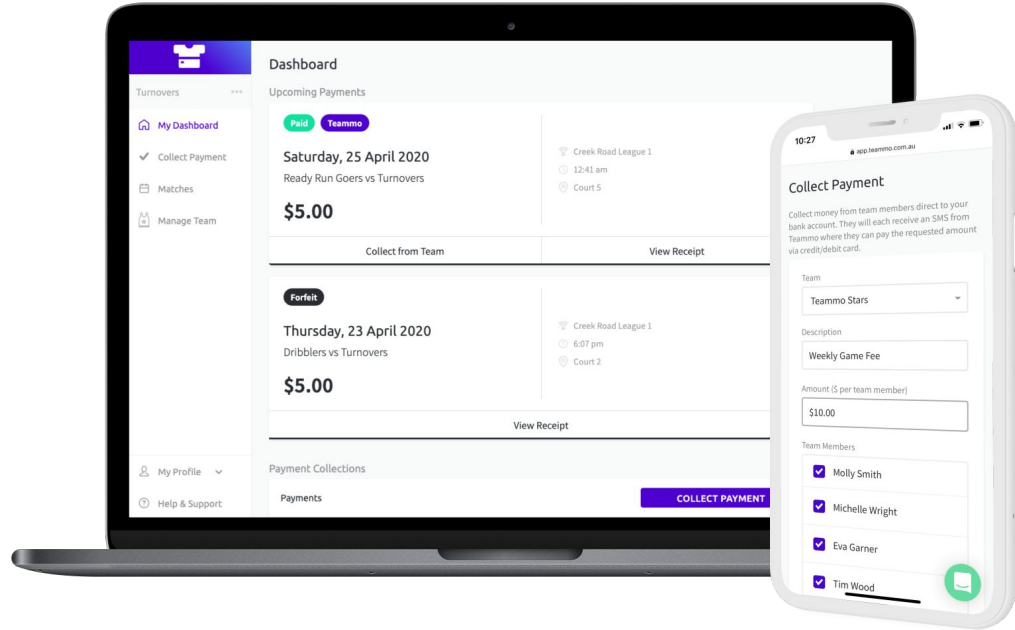 Turnovers
My Dashboard
Collect Payment
Matches
Manage Team
My Profile
Help & Support
Dashboard
Upcoming Payments
Paid Teammo
Saturday, 25 April 2020
Ready Run Goers vs Turnovers
$5.00
Creek Road League 1
12:41 am
Court 5
Collect from Team View Receipt
Forfeit
Thursday, 23 April 2020
Dribblers vs Turnovers
$5.00
Creek Road League 1
6:07 pm
Court 2
View Receipt
Payment Collections
Payments COLLECT PAYMENT
10:27
app.teammo.com.au
Collect Payment
Collect money from team members direct to your
bank account. They will each receive an SMS from
Teammo where they can pay the requested amount
via credit/debit card.
Team
Teammo Stars
Description
Weekly Game Fee
Amount ($ per team member)
$10.00
Team Members
Molly Smith
Michelle Wright
Eva Garner
Tim Wood